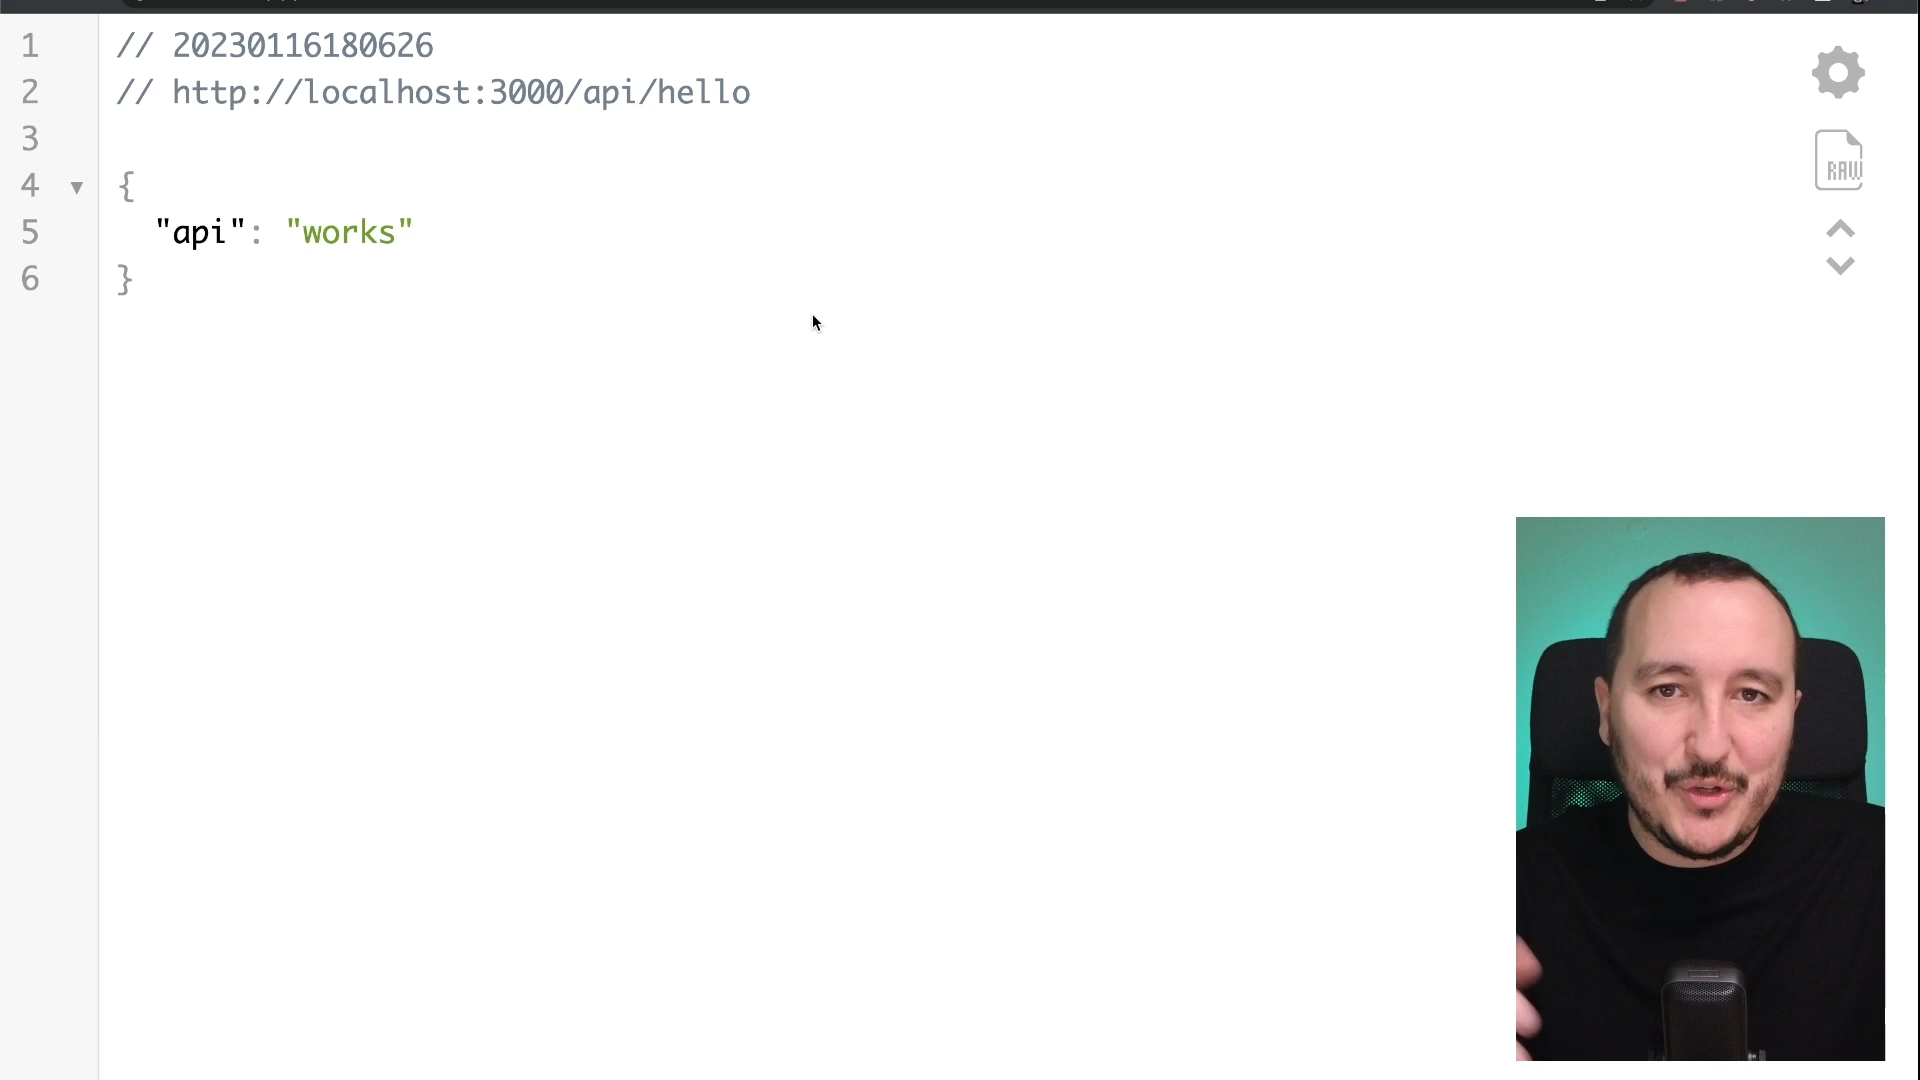 1 // 20230116180626
2 // http://localhost:3000/api/hello
3
4 ▼ {
5 "api": "works"
6 }
RAW